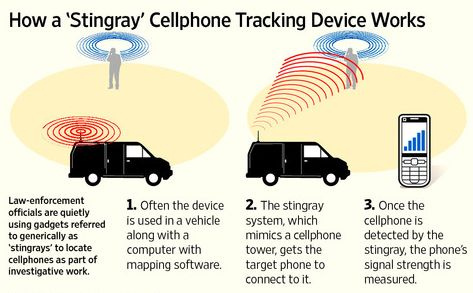 How a ‘Stingray’ Cellphone Tracking Device Works
Law-enforcement
officials are quietly
using gadgets referred
to generically as
‘stingrays’ to locate
cellphones as part of
investigative work.
1. Often the device
is used in a vehicle
along with a
computer with
mapping software.
2. The stingray
system, which
mimics a cellphone
tower, gets the
target phone to
connect to it.
3. Once the
cellphone is
detected by the
stingray, the phone’s
signal strength is
measured.